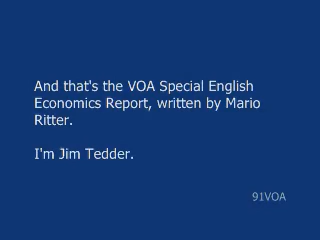 And that's the VOA Special English
Economics Report, written by Mario
Ritter.
I'm Jim Tedder.
91VOA